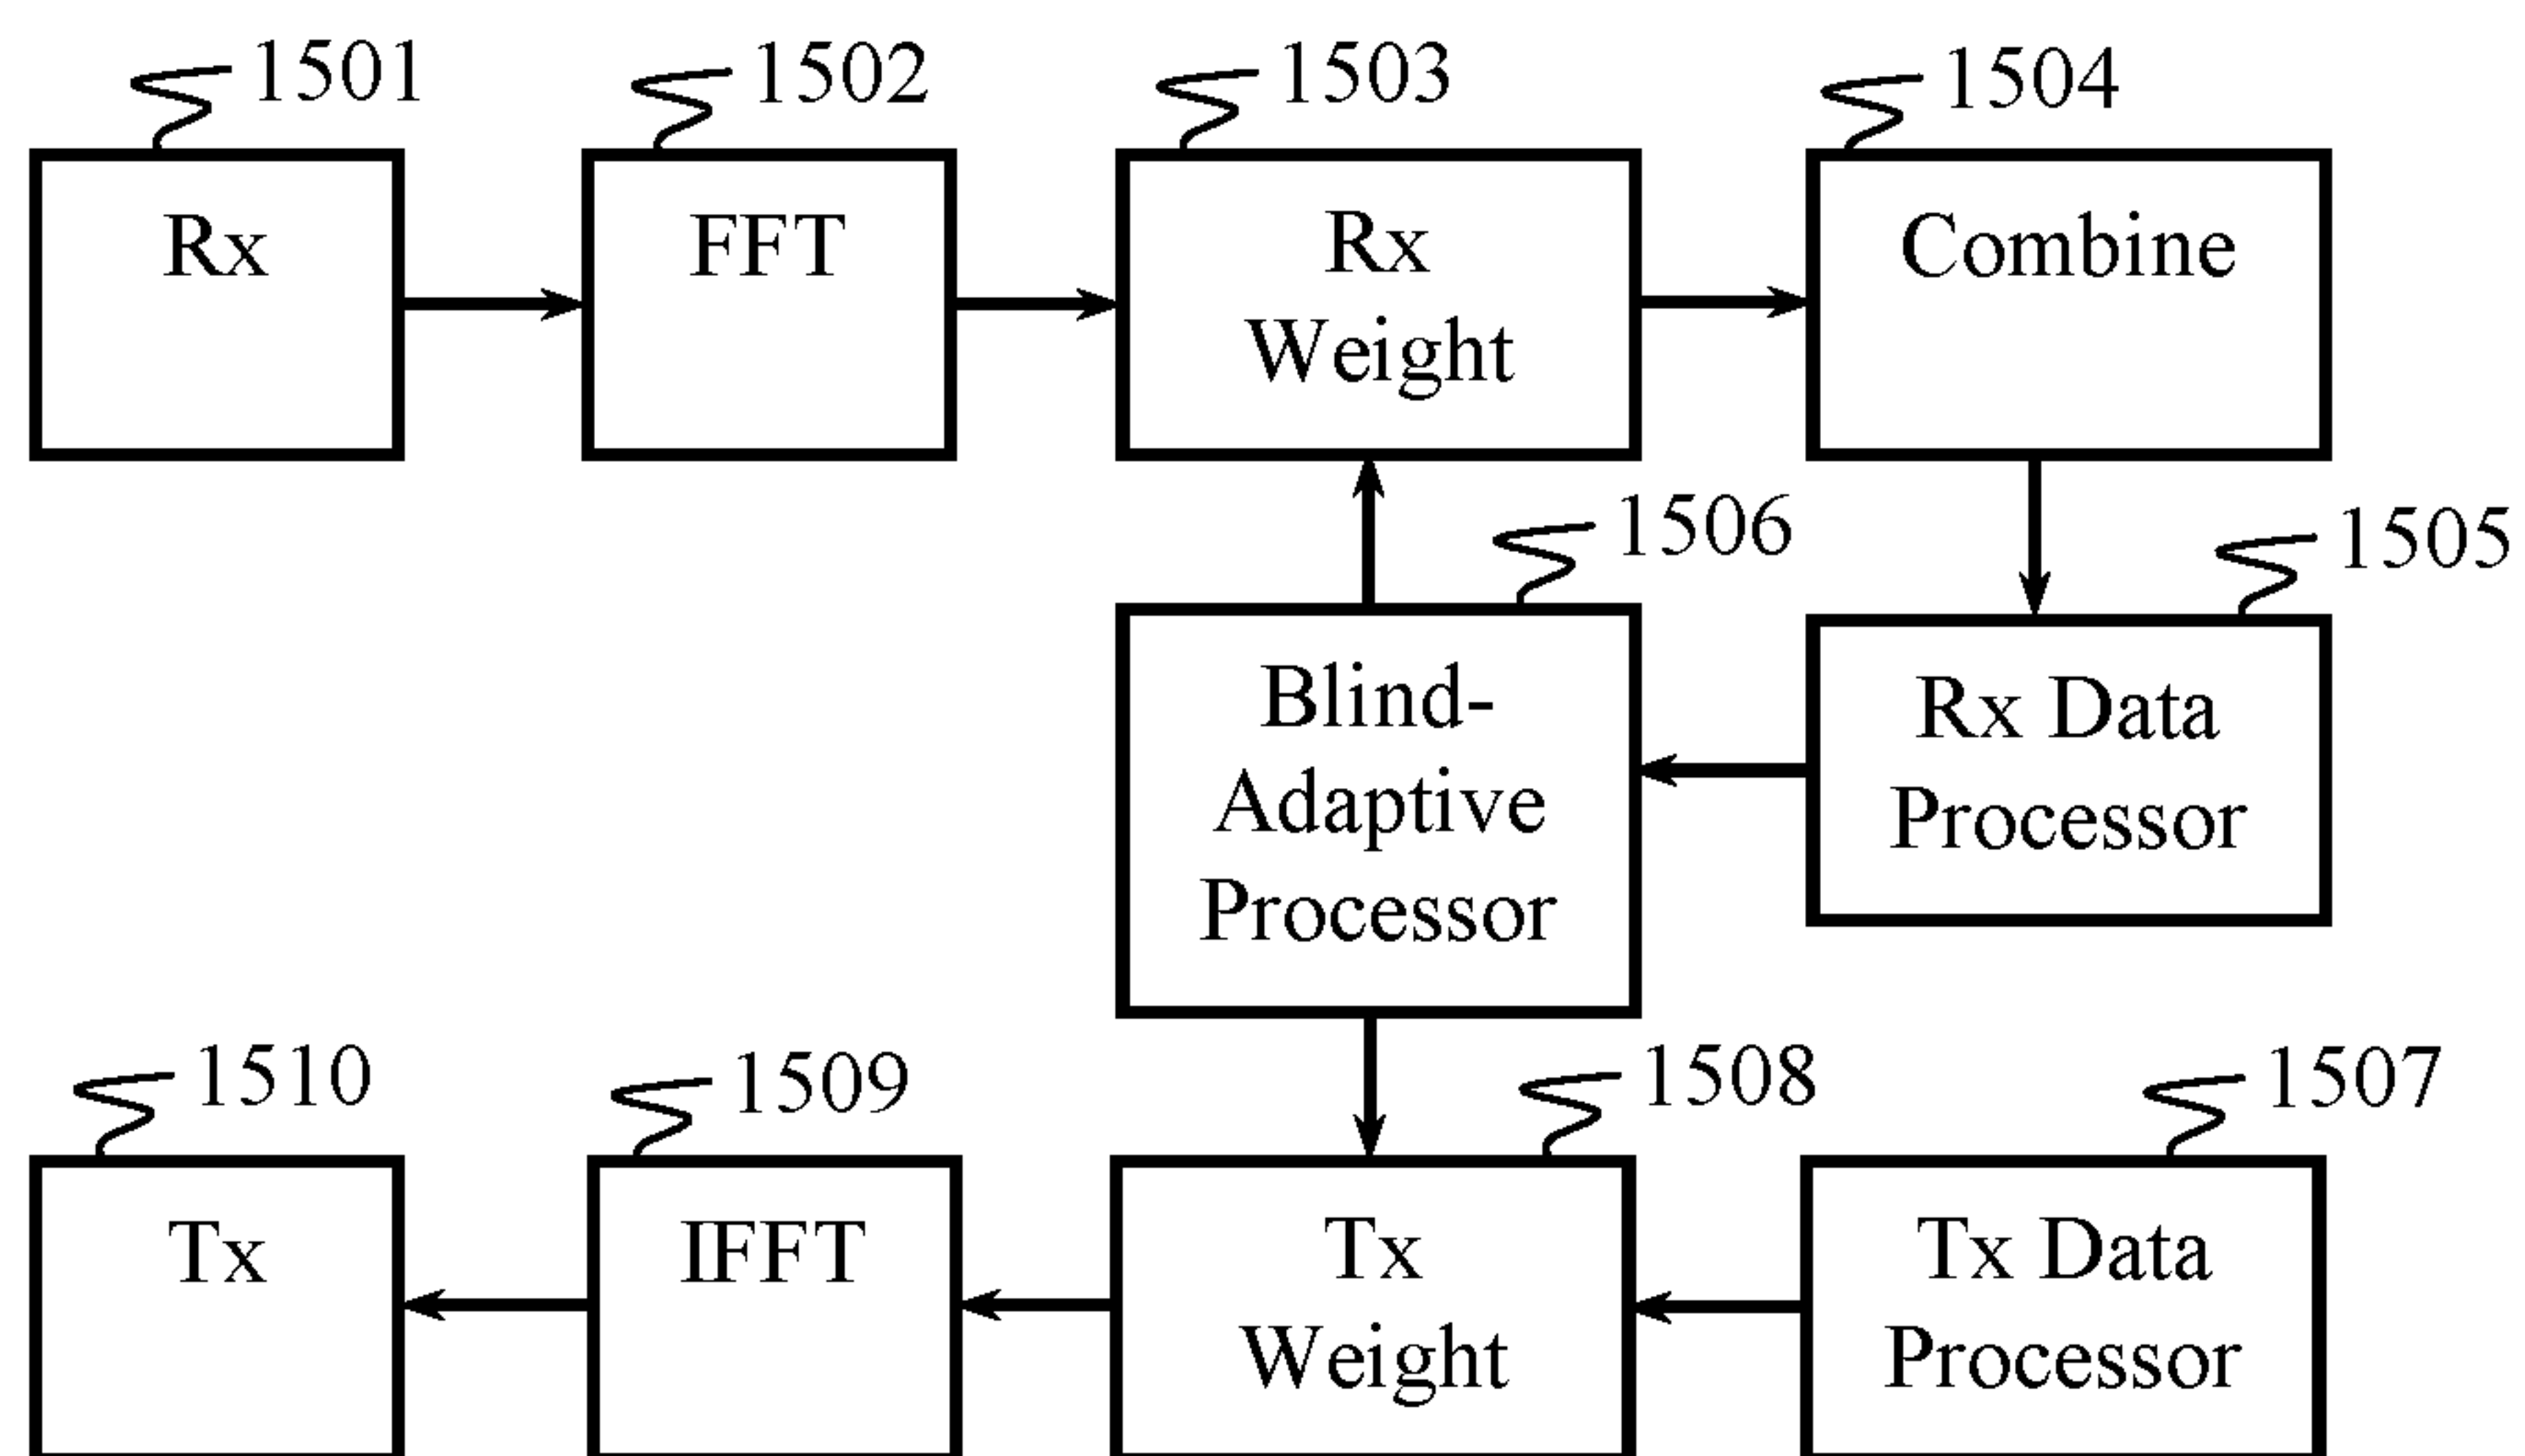 1501
1502
1503
1504
Rx
FFT
Rx
Weight
Combine
1506
1505
Blind-
Adaptive
Processor
Rx Data
Processor
1510
1509
1508
1507
Tx
IFFT
Tx
Weight
Tx Data
Processor